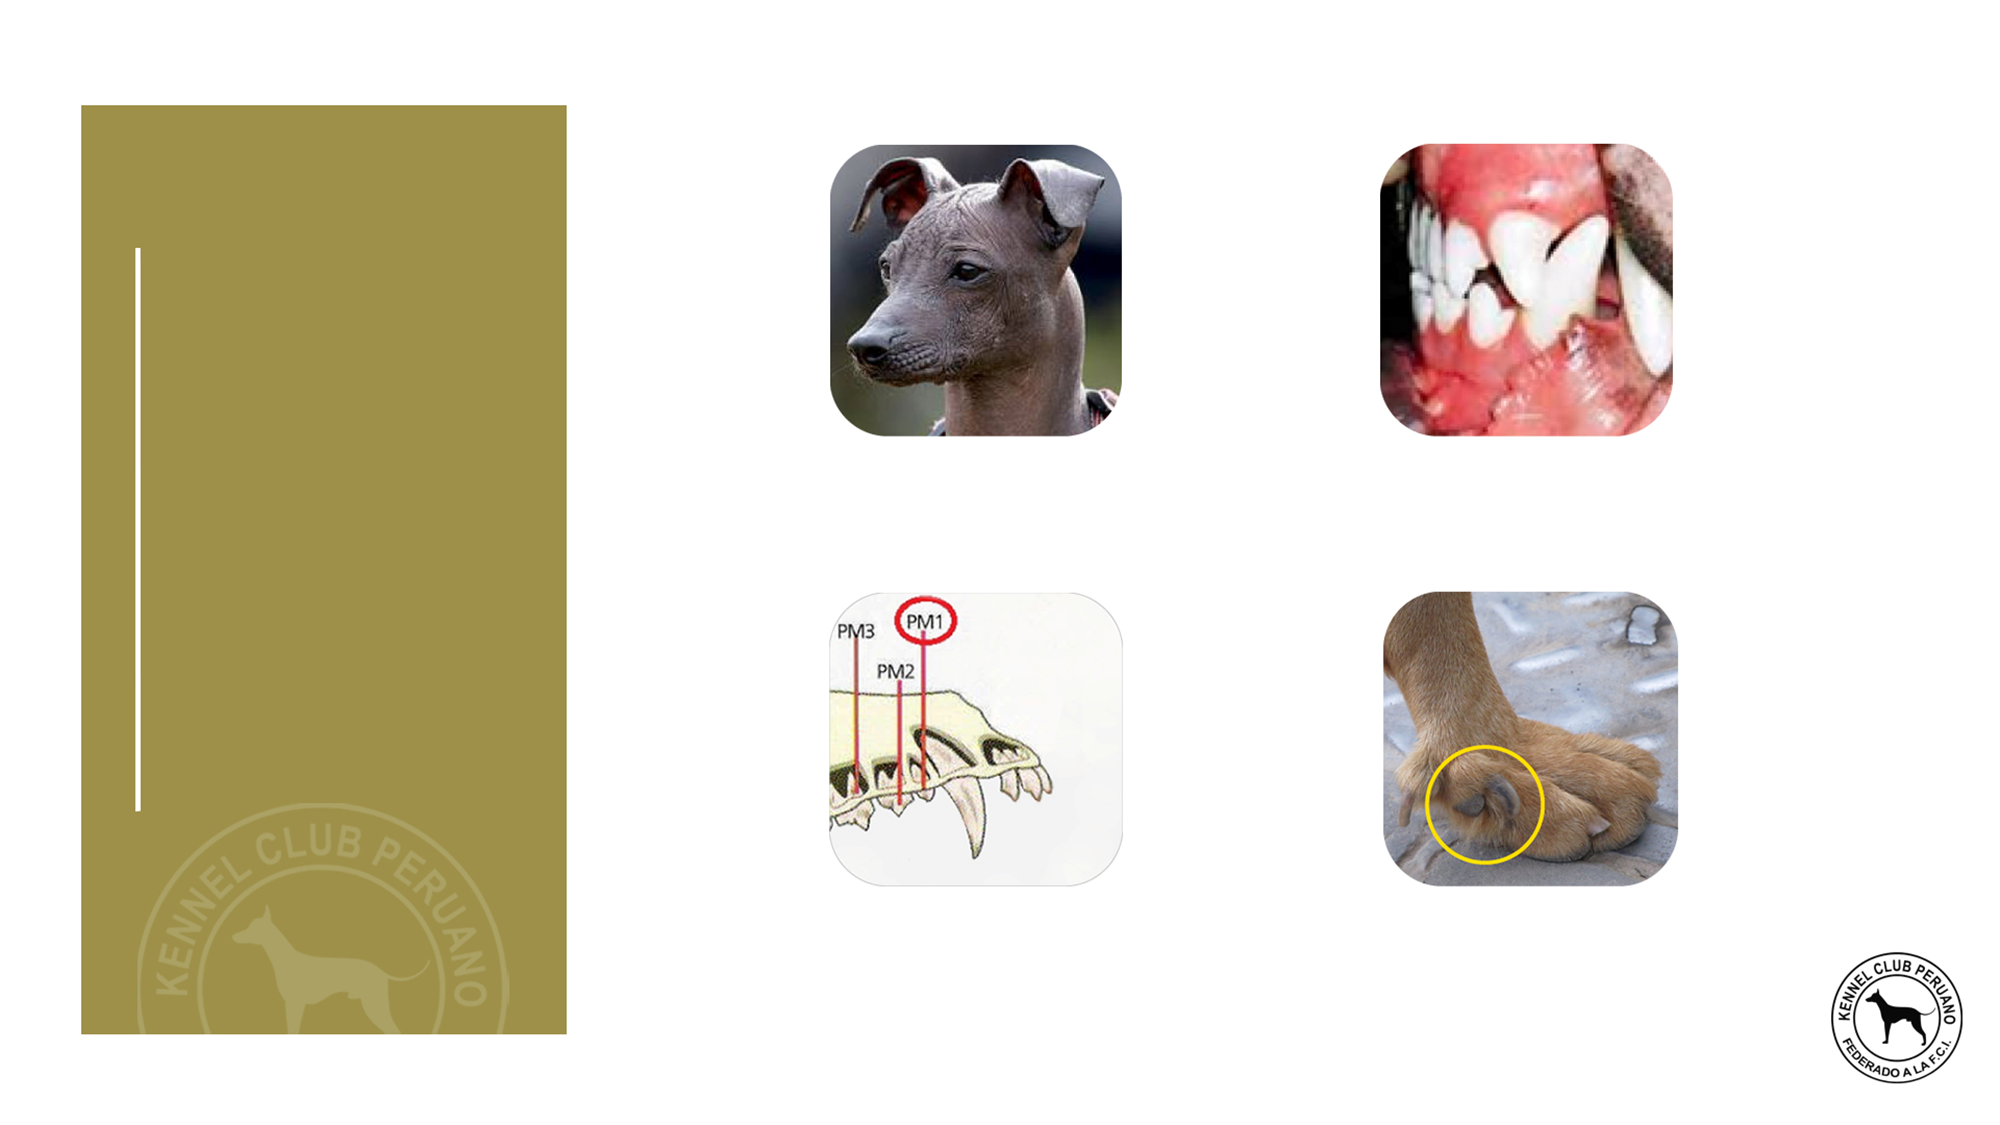 KENNEL CLUB PERUANO
PM3
PM1
PM2
KENNEL CLUB PERUANO
FEDERADO A LA F.C.I.